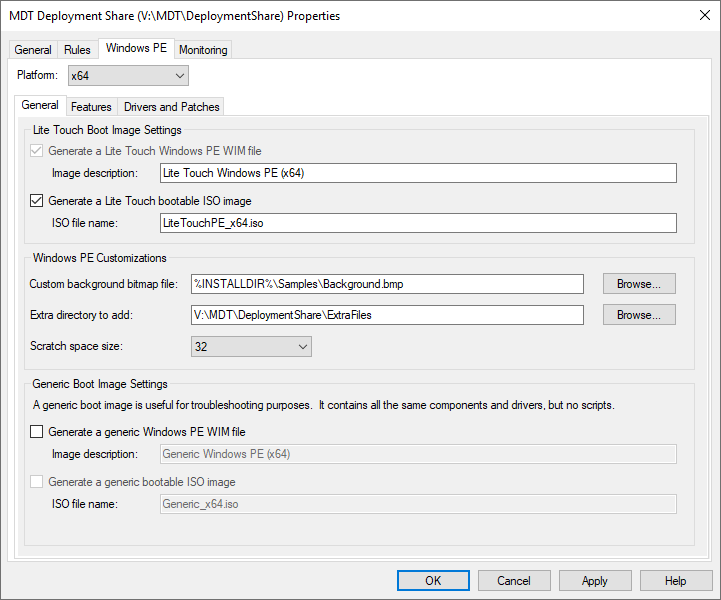 MDT Deployment Share (V:\MDT\DeploymentShare) Properties
General Rules Windows PE Monitoring
Platform: x64
General Features Drivers and Patches
Lite Touch Boot Image Settings
Generate a Lite Touch Windows PE WIM file
Image description: Lite Touch Windows PE (x64)
Generate a Lite Touch bootable ISO image
ISO file name: LiteTouchPE_x64.iso
Windows PE Customizations
Custom background bitmap file: %INSTALLDIR%\Samples\Background.bmp Browse...
Extra directory to add: V:\MDT\DeploymentShare\ExtraFiles Browse...
Scratch space size: 32
Generic Boot Image Settings
A generic boot image is useful for troubleshooting purposes. It contains all the same components and drivers, but no scripts.
Generate a generic Windows PE WIM file
Image description: Generic Windows PE (x64)
Generate a generic bootable ISO image
ISO file name: Generic_x64.iso
OK Cancel Apply Help